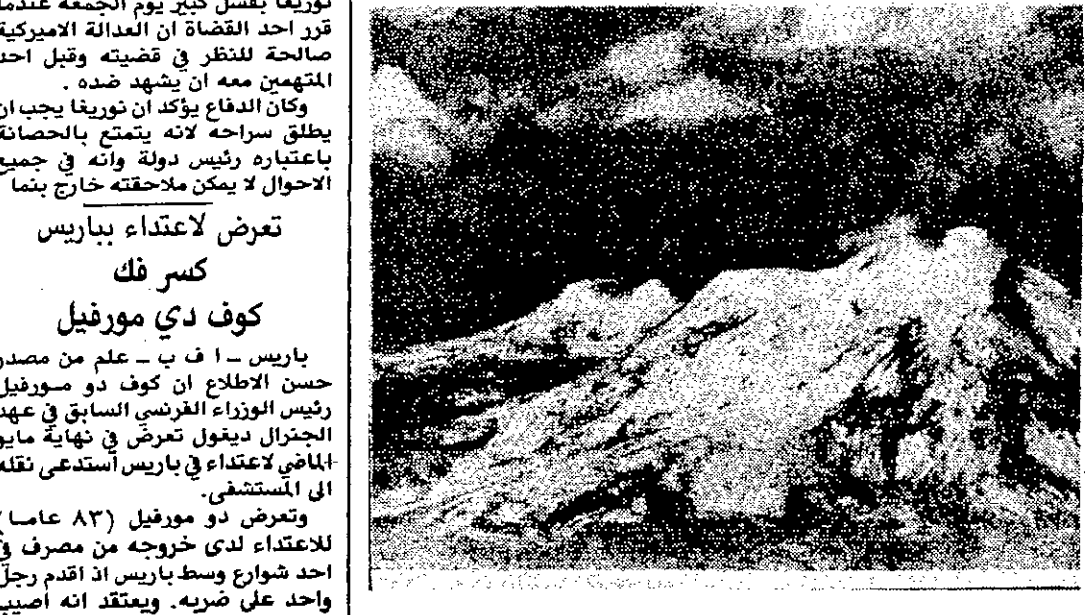 نورييغا بفشل كبير يوم الجمعة عندما
قرر احد القضاة ان العدالة الاميركية
صالحة للنظر في قضيته وقبل احد
المتهمين معه ان يشهد ضده .
وكان الدفاع يؤكد ان نوريغا يجب ان
يطلق سراحه لانه يتمتع بالحصانة
باعتباره رئيس دولة وانه في جميع
الاحوال لا يمكن ملاحقته خارج بنما
تعرض لاعتداء بباريس
كسر فك
كوف دي مورفيل
باريس ــ ا ف ب ــ علم من مصدر
حسن الاطلاع ان كوف دو مورفيل
رئيس الوزراء الفرنسي السابق في عهد
الجنرال ديغول تعرض في نهاية مايو
الماضي لاعتداء في باريس أستدعى نقله
الى المستشفى.
وتعرض دو مورفيل (٨٣ عاما)
للاعتداء لدى خروجه من مصرف في
احد شوارع وسط باريس اذ اقدم رجل
واحد على ضربه. ويعتقد انه اصيب